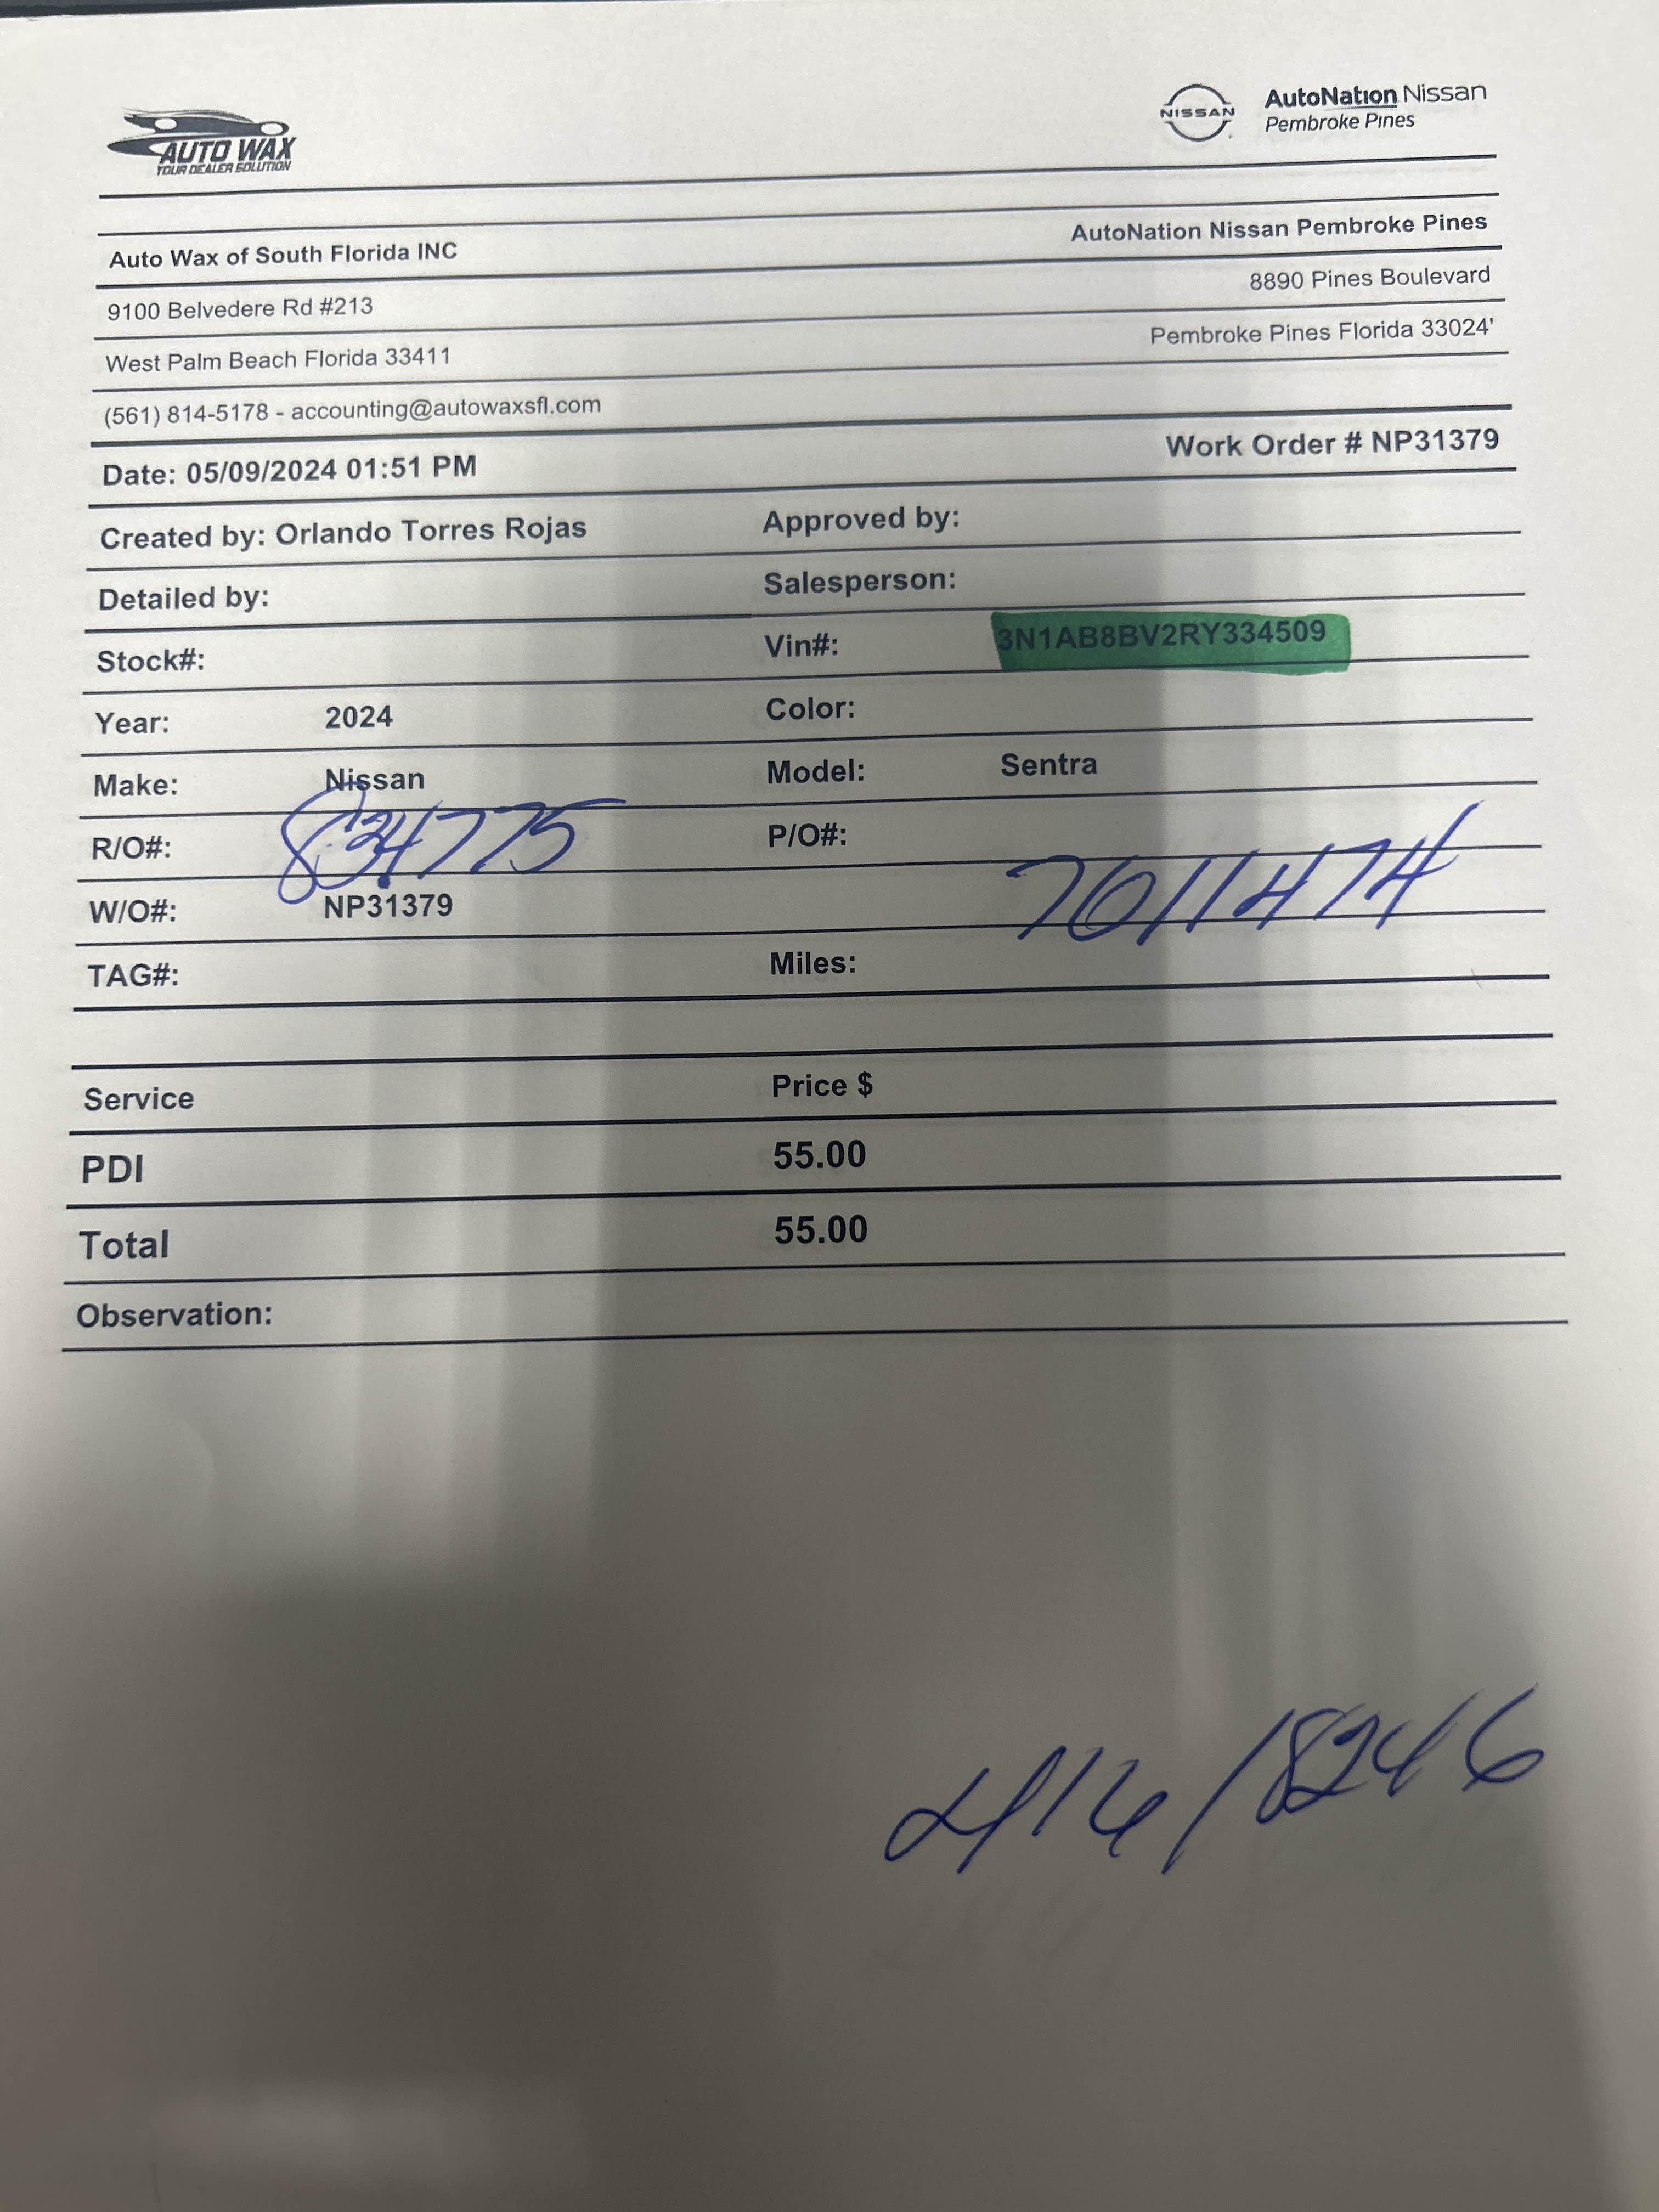 AUTO WAX
YOUR DEALER SOLUTION
NISSAN
AutoNation Nissan
Pembroke Pines
Auto Wax of South Florida INC
AutoNation Nissan Pembroke Pines
9100 Belvedere Rd #213
8890 Pines Boulevard
West Palm Beach Florida 33411
Pembroke Pines Florida 33024'
(561) 814-5178 - accounting@autowaxsfl.com
Date: 05/09/2024 01:51 PM
Work Order # NP31379
Created by: Orlando Torres Rojas
Approved by:
Detailed by:
Salesperson:
Stock#:
Vin#: 3N1AB8BV2RY334509
Year: 2024
Color:
Make: Nissan
Model: Sentra
R/O#: 834775
P/O#: 7011474
W/O#: NP31379
TAG#:
Miles:
Service Price $
PDI 55.00
Total 55.00
Observation:
416/8246